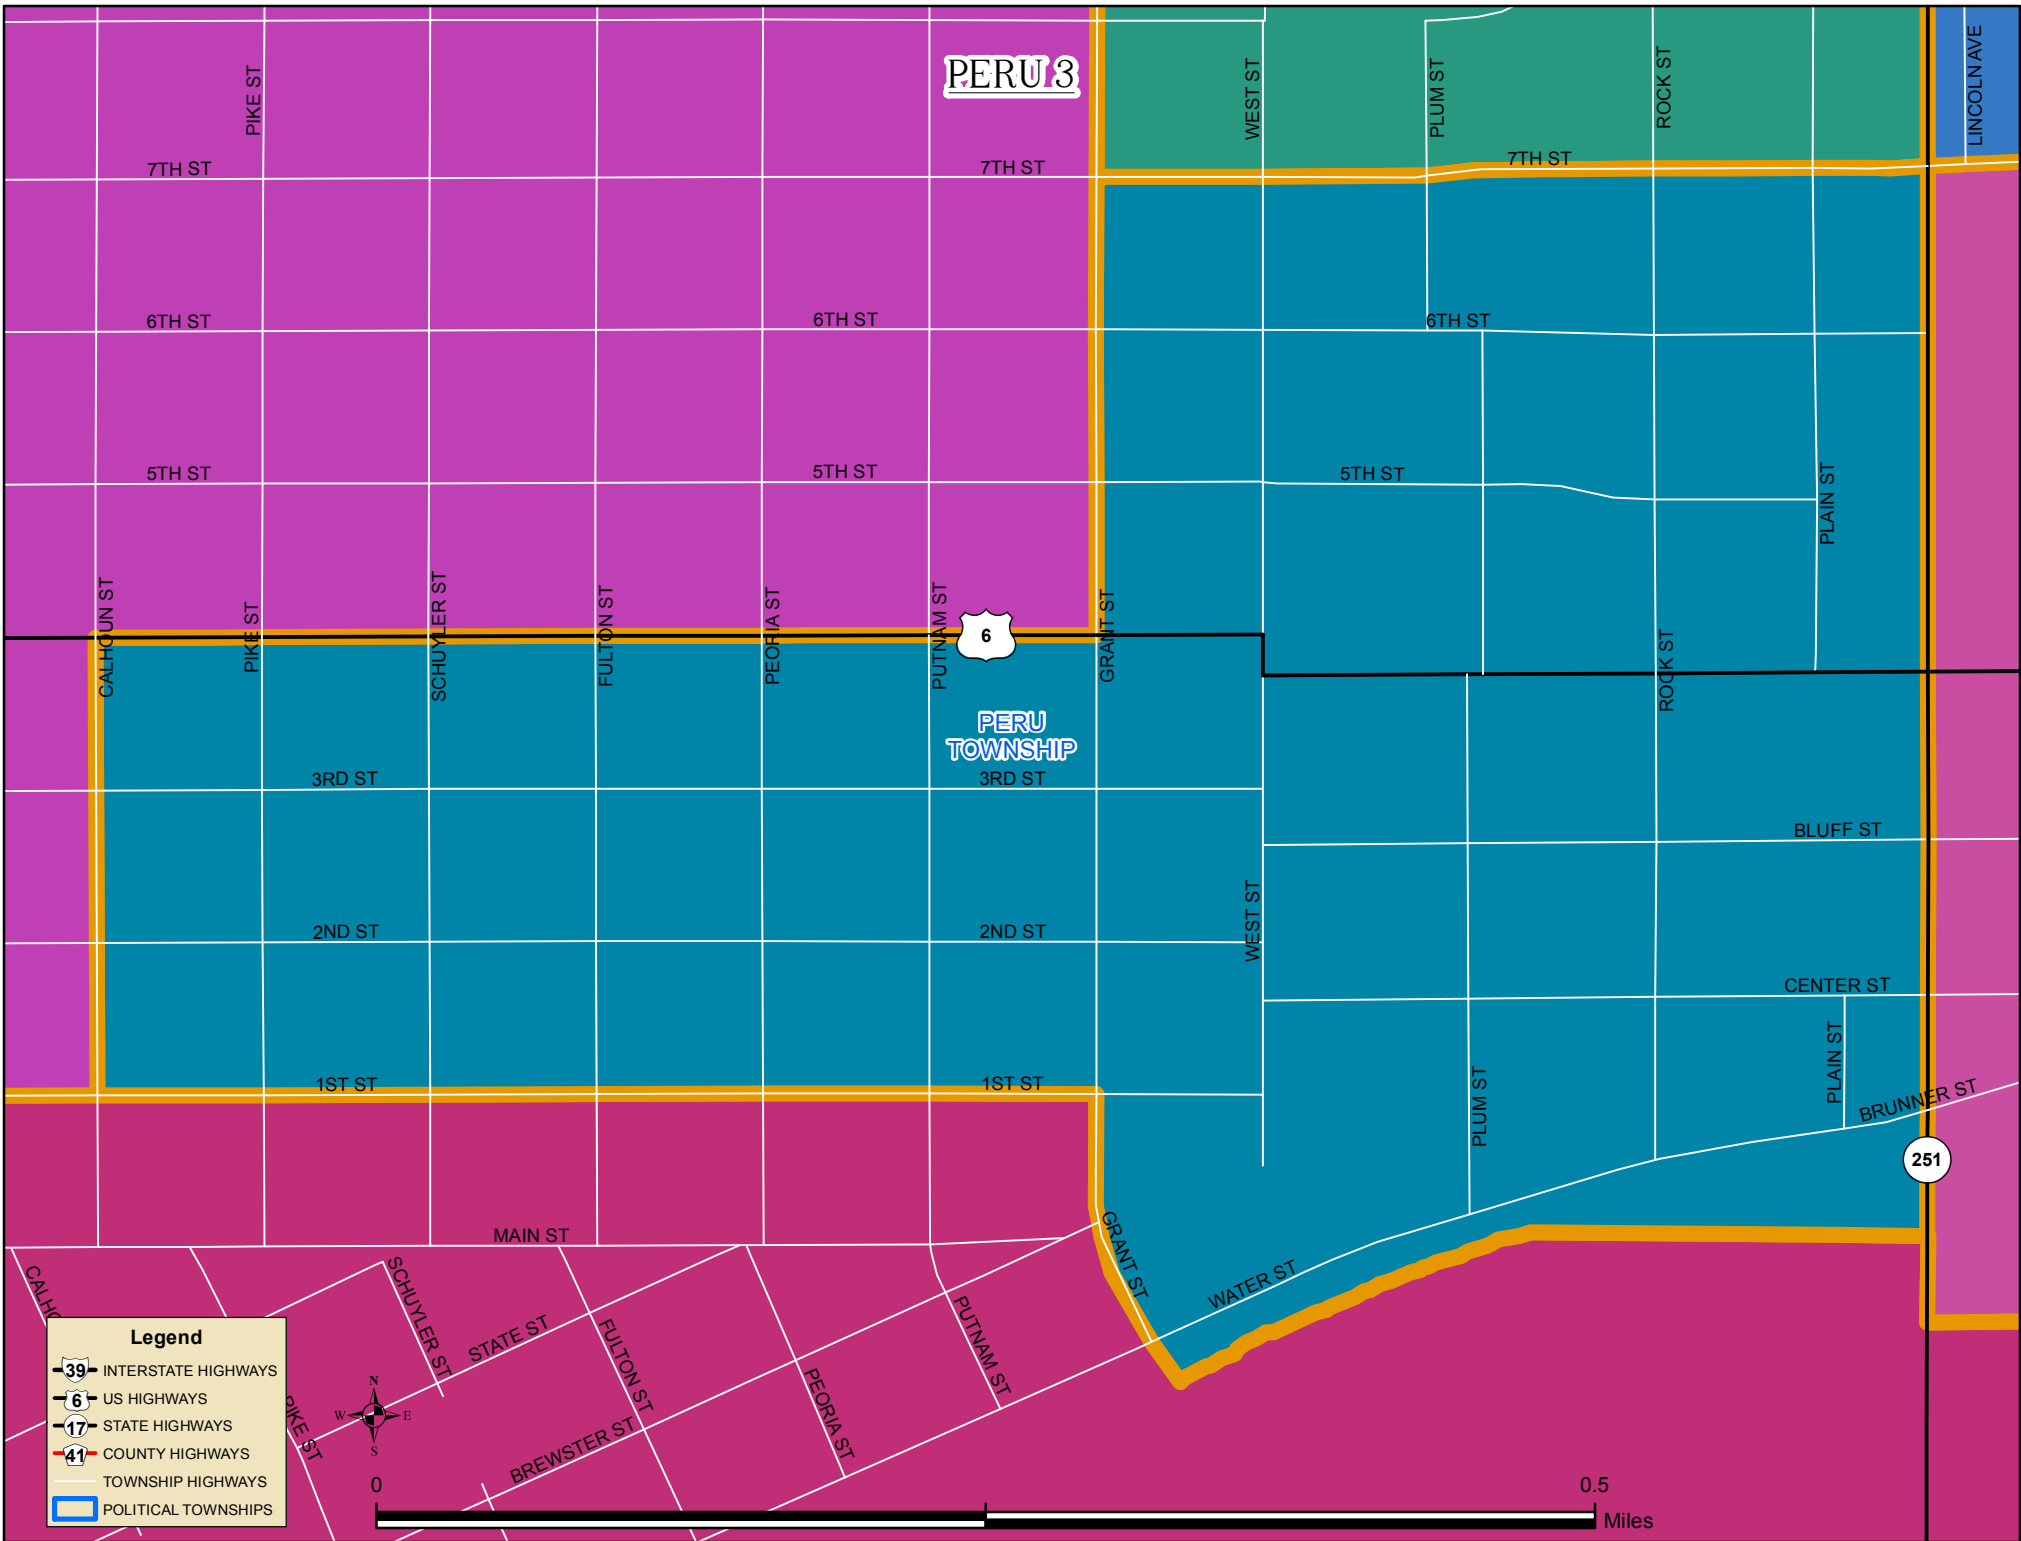 PERU 3
PIKE ST
WEST ST
PLUM ST
ROCK ST
LINCOLN AVE
7TH ST
7TH ST
7TH ST
6TH ST
6TH ST
6TH ST
5TH ST
5TH ST
5TH ST
PLAIN ST
CALHOUN ST
PIKE ST
SCHUYLER ST
FULTON ST
PEORIA ST
PUTNAM ST
6
GRANT ST
ROCK ST
PERU
TOWNSHIP
3RD ST
3RD ST
BLUFF ST
2ND ST
2ND ST
WEST ST
CENTER ST
1ST ST
1ST ST
PLUM ST
PLAIN ST
BRUNNER ST
251
MAIN ST
GRANT ST
WATER ST
CALHO
SCHUYLER ST
STATE ST
FULTON ST
PUTNAM ST
PEORIA ST
PIKE ST
BREWSTER ST
Legend
39 INTERSTATE HIGHWAYS
6 US HIGHWAYS
17 STATE HIGHWAYS
41 COUNTY HIGHWAYS
TOWNSHIP HIGHWAYS
POLITICAL TOWNSHIPS
N
W E
S
0 0.5
Miles